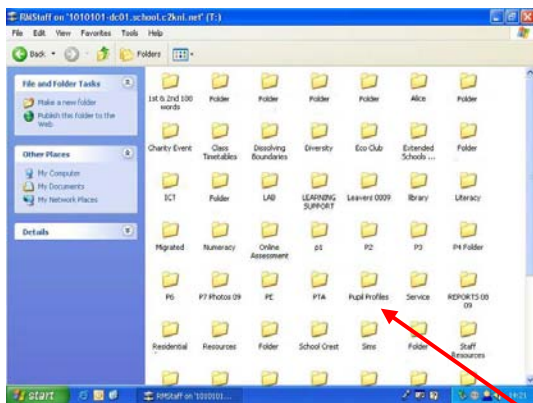 RMStaff on '1010101-dc01.school.c2kni.net' (T:)
File Edit View Favorites Tools Help
Back Folders
File and Folder Tasks
Make a new folder
Publish this folder to the Web
Other Places
My Computer
My Documents
My Network Places
Details
1st & 2nd 100 words
Folder
Folder
Folder
Folder
Alice
Folder
Charity Event
Class Timetables
Dissolving Boundaries
Diversity
Eco Club
Extended Schools ...
Folder
ICT
Folder
LAB
LEARNING SUPPORT
Leavers 0809
library
Literacy
Migrated
Numeracy
Online Assessment
p1
P2
P3
P4 Folder
P6
P7 Photos 09
PE
PTA
Pupil Profiles
Service
REPORTS 08 09
Residential
Resources
Folder
School Crest
Sims
Folder
Staff Resources
start
RMStaff on '1010101...